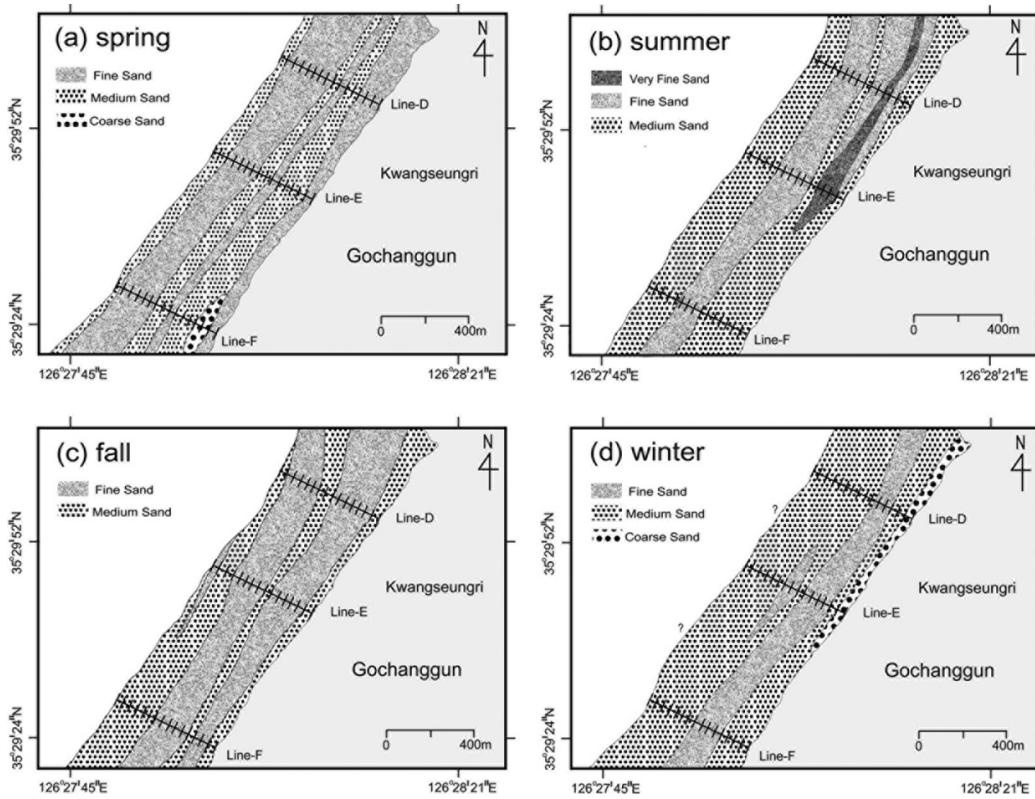 (a) spring
N
Fine Sand
Medium Sand
Coarse Sand
Line-D
Kwangseungri
Line-E
Gochanggun
0 400m
Line-F
35°29'52"N
35°29'24"N
126°27'45"E
126°28'21"E
(b) summer
N
Very Fine Sand
Fine Sand
Medium Sand
Line-D
Kwangseungri
Line-E
Gochanggun
0 400m
Line-F
35°29'52"N
35°29'24"N
126°27'45"E
126°28'21"E
(c) fall
N
Fine Sand
Medium Sand
Line-D
Kwangseungri
Line-E
Gochanggun
0 400m
Line-F
35°29'52"N
35°29'24"N
126°27'45"E
126°28'21"E
(d) winter
N
Fine Sand
Medium Sand
Coarse Sand
?
Line-D
Kwangseungri
Line-E
?
Gochanggun
0 400m
Line-F
35°29'52"N
35°29'24"N
126°27'45"E
126°28'21"E